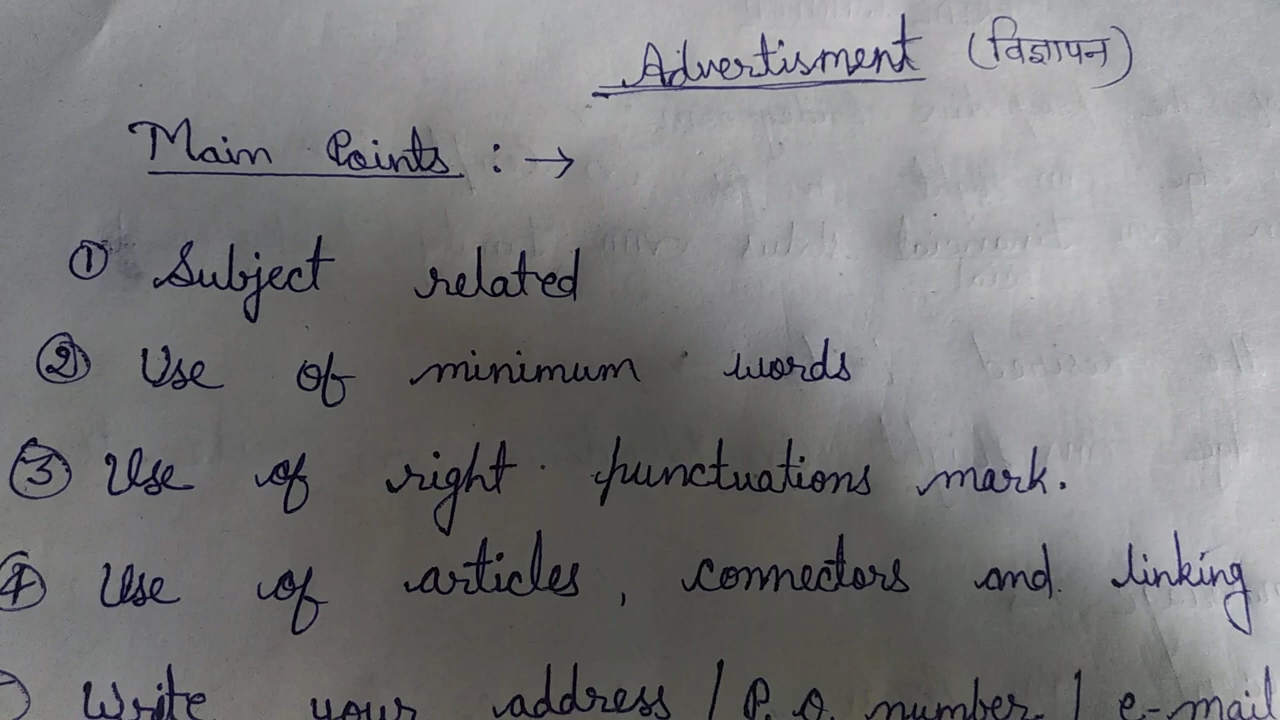 Advertisment (विज्ञापन)
Main Points : →
① Subject related
② Use of minimum words
③ Use of right punctuations mark.
④ Use of articles, connectors and linking
Write your address / P. O. number / e-mail